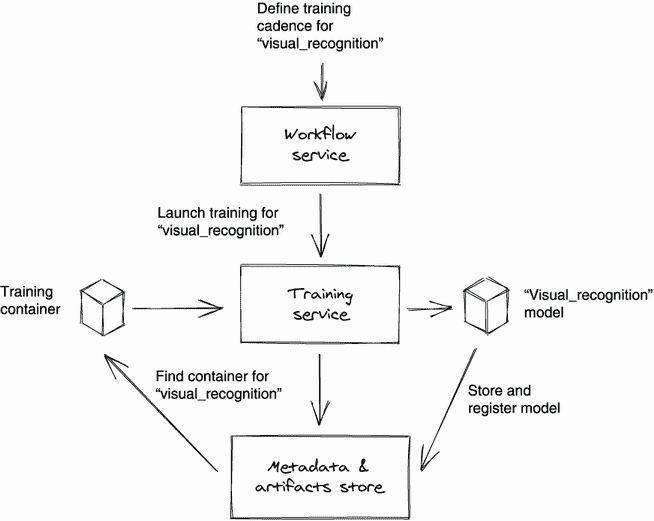 Define training
cadence for
“visual_recognition”
Workflow
service
Launch training for
“visual_recognition”
Training
container
Training
service
“Visual_recognition”
model
Find container for
“visual_recognition”
Store and
register model
Metadata &
artifacts store